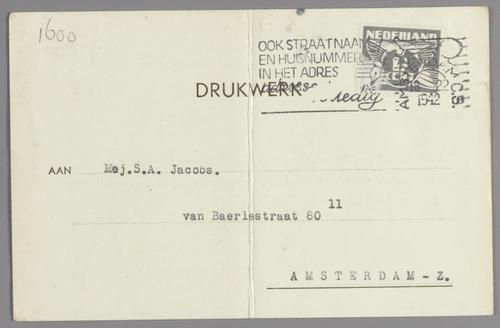 1600
NEDERLAND
OOK STRAATNAAM
EN HUISNUMMER
IN HET ADRES
DRUKWERK
1942
AAN Mej.S.A. Jacobs.
van Baerlestraat 80 11
AMSTERDAM-Z.